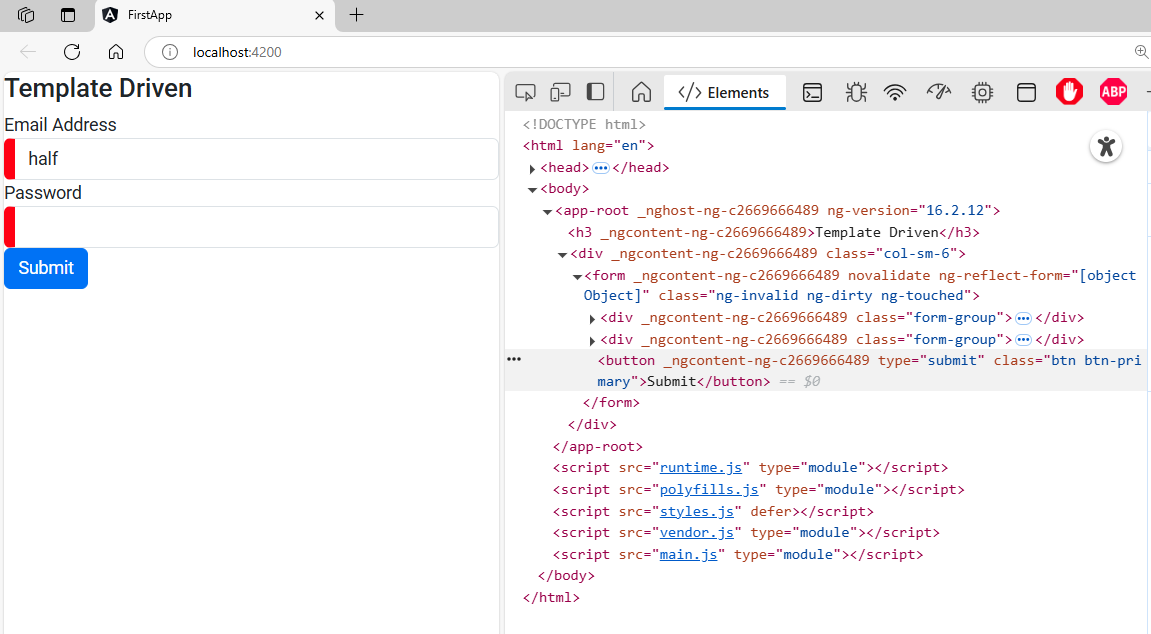 FirstApp
localhost:4200
Template Driven
Email Address
half
Password
Submit
Elements
ABP
<!DOCTYPE html>
<html lang="en">
<head>•••</head>
<body>
<app-root _nghost-ng-c2669666489 ng-version="16.2.12">
<h3 _ngcontent-ng-c2669666489>Template Driven</h3>
<div _ngcontent-ng-c2669666489 class="col-sm-6">
<form _ngcontent-ng-c2669666489 novalidate ng-reflect-form="[object
Object]" class="ng-invalid ng-dirty ng-touched">
<div _ngcontent-ng-c2669666489 class="form-group">•••</div>
<div _ngcontent-ng-c2669666489 class="form-group">•••</div>
<button _ngcontent-ng-c2669666489 type="submit" class="btn btn-pri
mary">Submit</button> == $0
</form>
</div>
</app-root>
<script src="runtime.js" type="module"></script>
<script src="polyfills.js" type="module"></script>
<script src="styles.js" defer></script>
<script src="vendor.js" type="module"></script>
<script src="main.js" type="module"></script>
</body>
</html>